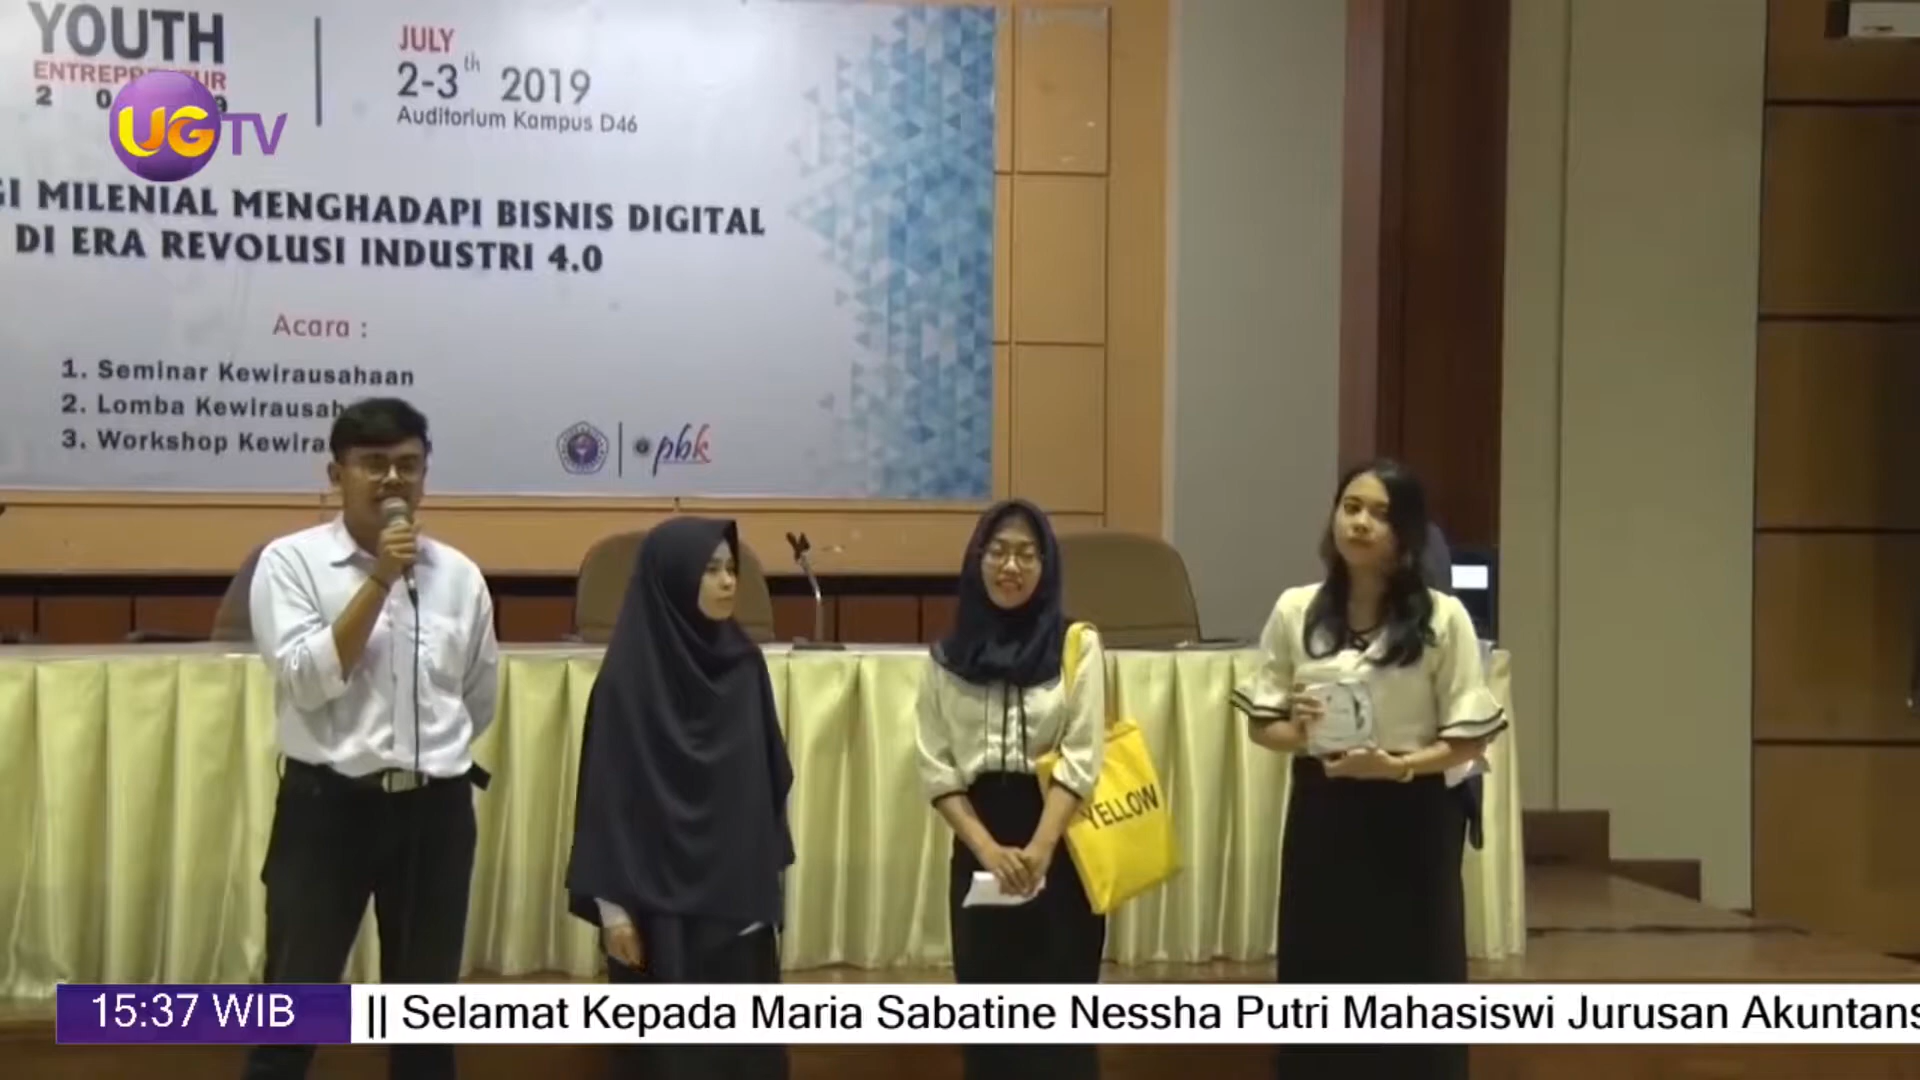 YOUTH
ENTREPRENEUR
2 0 9
JULY
2-3th 2019
Auditorium Kampus D46
UGTV
GI MILENIAL MENGHADAPI BISNIS DIGITAL
DI ERA REVOLUSI INDUSTRI 4.0
Acara :
1. Seminar Kewirausahaan
2. Lomba Kewirausah
3. Workshop Kewira
pbk
YELLOW
15:37 WIB
|| Selamat Kepada Maria Sabatine Nessha Putri Mahasiswi Jurusan Akuntans